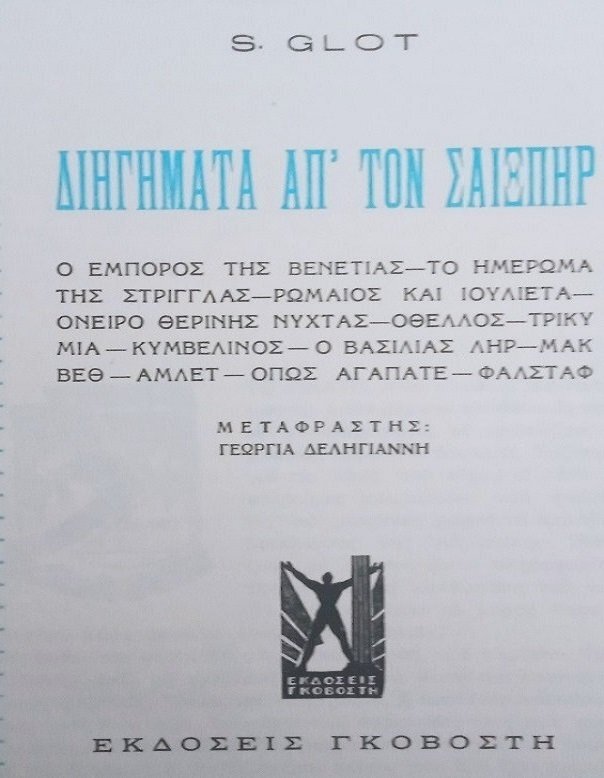 S. GLOT
ΔΙΗΓΗΜΑΤΑ ΑΠ' ΤΟΝ ΣΑΙΞΠΗΡ
Ο ΕΜΠΟΡΟΣ ΤΗΣ ΒΕΝΕΤΙΑΣ—ΤΟ ΗΜΕΡΩΜΑ
ΤΗΣ ΣΤΡΙΓΓΛΑΣ—ΡΩΜΑΙΟΣ ΚΑΙ ΙΟΥΛΙΕΤΑ—
ΟΝΕΙΡΟ ΘΕΡΙΝΗΣ ΝΥΧΤΑΣ—ΟΘΕΛΛΟΣ—ΤΡΙΚΥ
ΜΙΑ—ΚΥΜΒΕΛΙΝΟΣ—Ο ΒΑΣΙΛΙΑΣ ΛΗΡ—ΜΑΚ
ΒΕΘ—ΑΜΛΕΤ—ΟΠΩΣ ΑΓΑΠΑΤΕ—ΦΑΛΣΤΑΦ
ΜΕΤΑΦΡΑΣΤΗΣ:
ΓΕΩΡΓΙΑ ΔΕΛΗΓΙΑΝΝΗ
ΕΚΔΟΣΕΙΣ
ΓΚΟΒΟΣΤΗ
ΕΚΔΟΣΕΙΣ ΓΚΟΒΟΣΤΗ